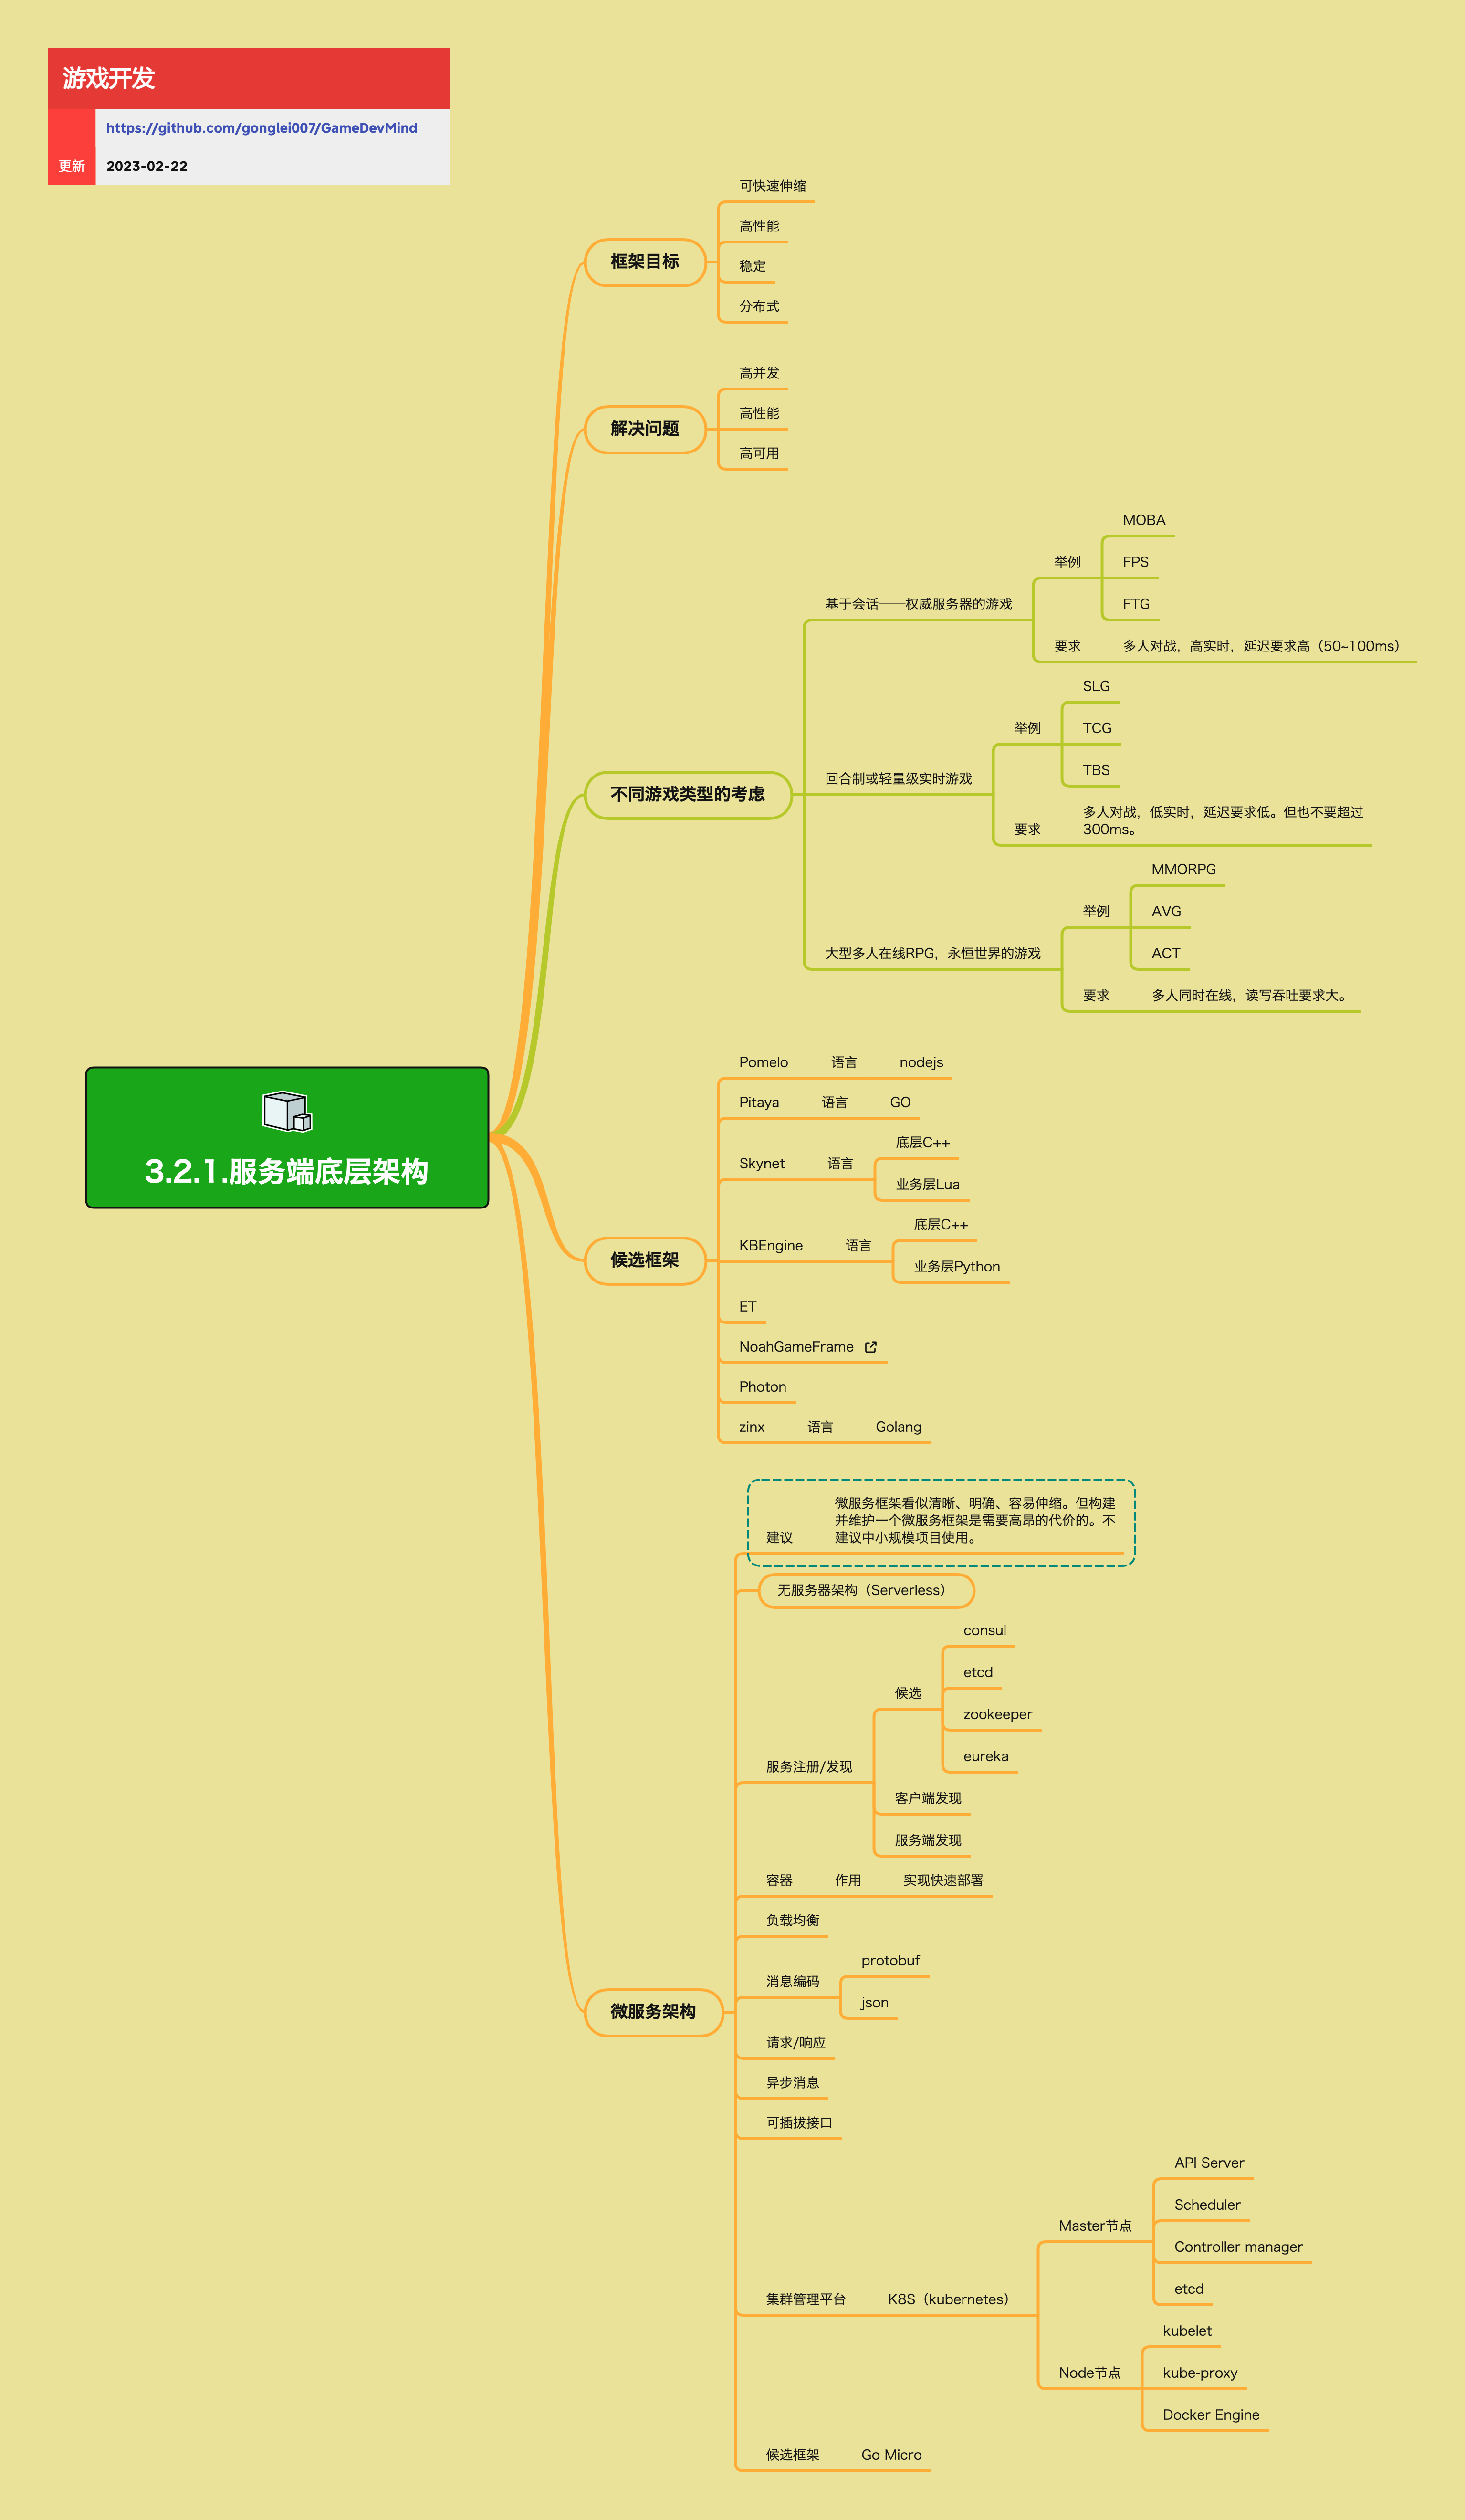 游戏开发
https://github.com/gonglei007/GameDevMind
更新 2023-02-22
3.2.1.服务端底层架构
框架目标
可快速伸缩
高性能
稳定
分布式
解决问题
高并发
高性能
高可用
不同游戏类型的考虑
基于会话——权威服务器的游戏
举例
MOBA
FPS
FTG
要求 多人对战，高实时，延迟要求高（50~100ms）
回合制或轻量级实时游戏
举例
SLG
TCG
TBS
要求
多人对战，低实时，延迟要求低。但也不要超过
300ms。
大型多人在线RPG，永恒世界的游戏
举例
MMORPG
AVG
ACT
要求 多人同时在线，读写吞吐要求大。
候选框架
Pomelo 语言 nodejs
Pitaya 语言 GO
Skynet 语言
底层C++
业务层Lua
KBEngine 语言
底层C++
业务层Python
ET
NoahGameFrame
Photon
zinx 语言 Golang
微服务架构
建议
微服务框架看似清晰、明确、容易伸缩。但构建
并维护一个微服务框架是需要高昂的代价的。不
建议中小规模项目使用。
无服务器架构（Serverless）
服务注册/发现
候选
consul
etcd
zookeeper
eureka
客户端发现
服务端发现
容器 作用 实现快速部署
负载均衡
消息编码
protobuf
json
请求/响应
异步消息
可插拔接口
集群管理平台 K8S（kubernetes）
Master节点
API Server
Scheduler
Controller manager
etcd
Node节点
kubelet
kube-proxy
Docker Engine
候选框架 Go Micro